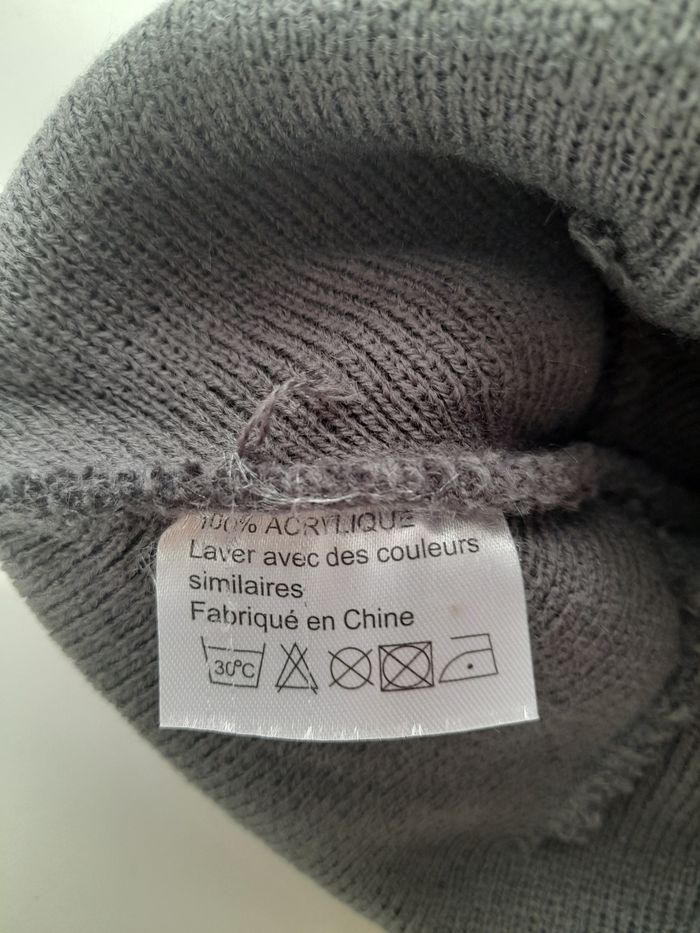 100% ACRYLIQUE
Laver avec des couleurs
similaires
Fabriqué en Chine
30°C